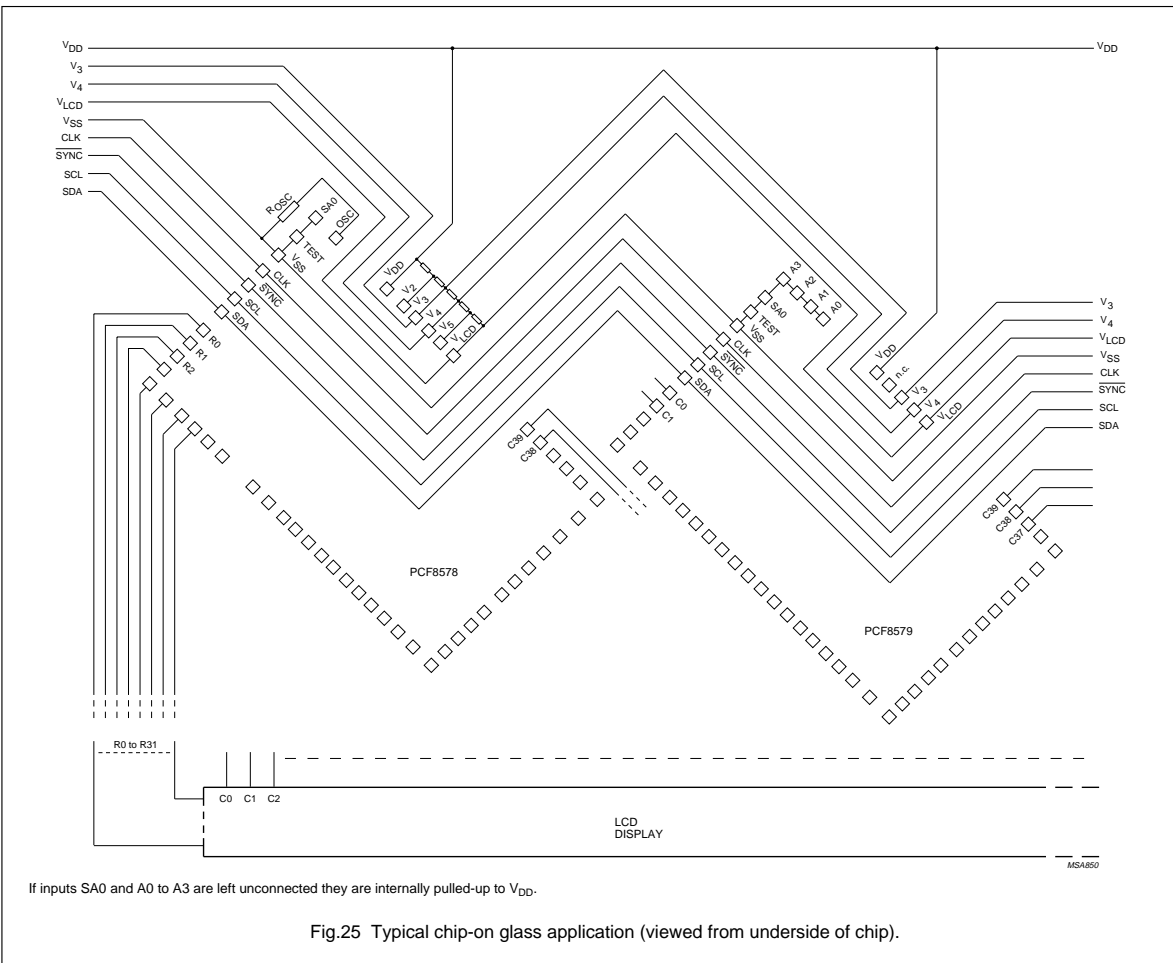 VDD
V3
V4
VLCD
VSS
CLK
SYNC
SCL
SDA
VDD
ROSC
SA0
OSC
TEST
VSS
CLK
SYNC
SCL
SDA
R0
R1
R2
VDD
V2
V3
V4
V5
VLCD
C39
C38
PCF8578
A3
A2
A1
A0
SA0
TEST
VSS
CLK
SYNC
SCL
SDA
C0
C1
VDD
n.c.
V3
V4
VLCD
V3
V4
VLCD
VSS
CLK
SYNC
SCL
SDA
C39
C38
C37
PCF8579
R0 to R31
C0 C1 C2
LCD
DISPLAY
MSA850
If inputs SA0 and A0 to A3 are left unconnected they are internally pulled-up to VDD.
Fig.25 Typical chip-on glass application (viewed from underside of chip).